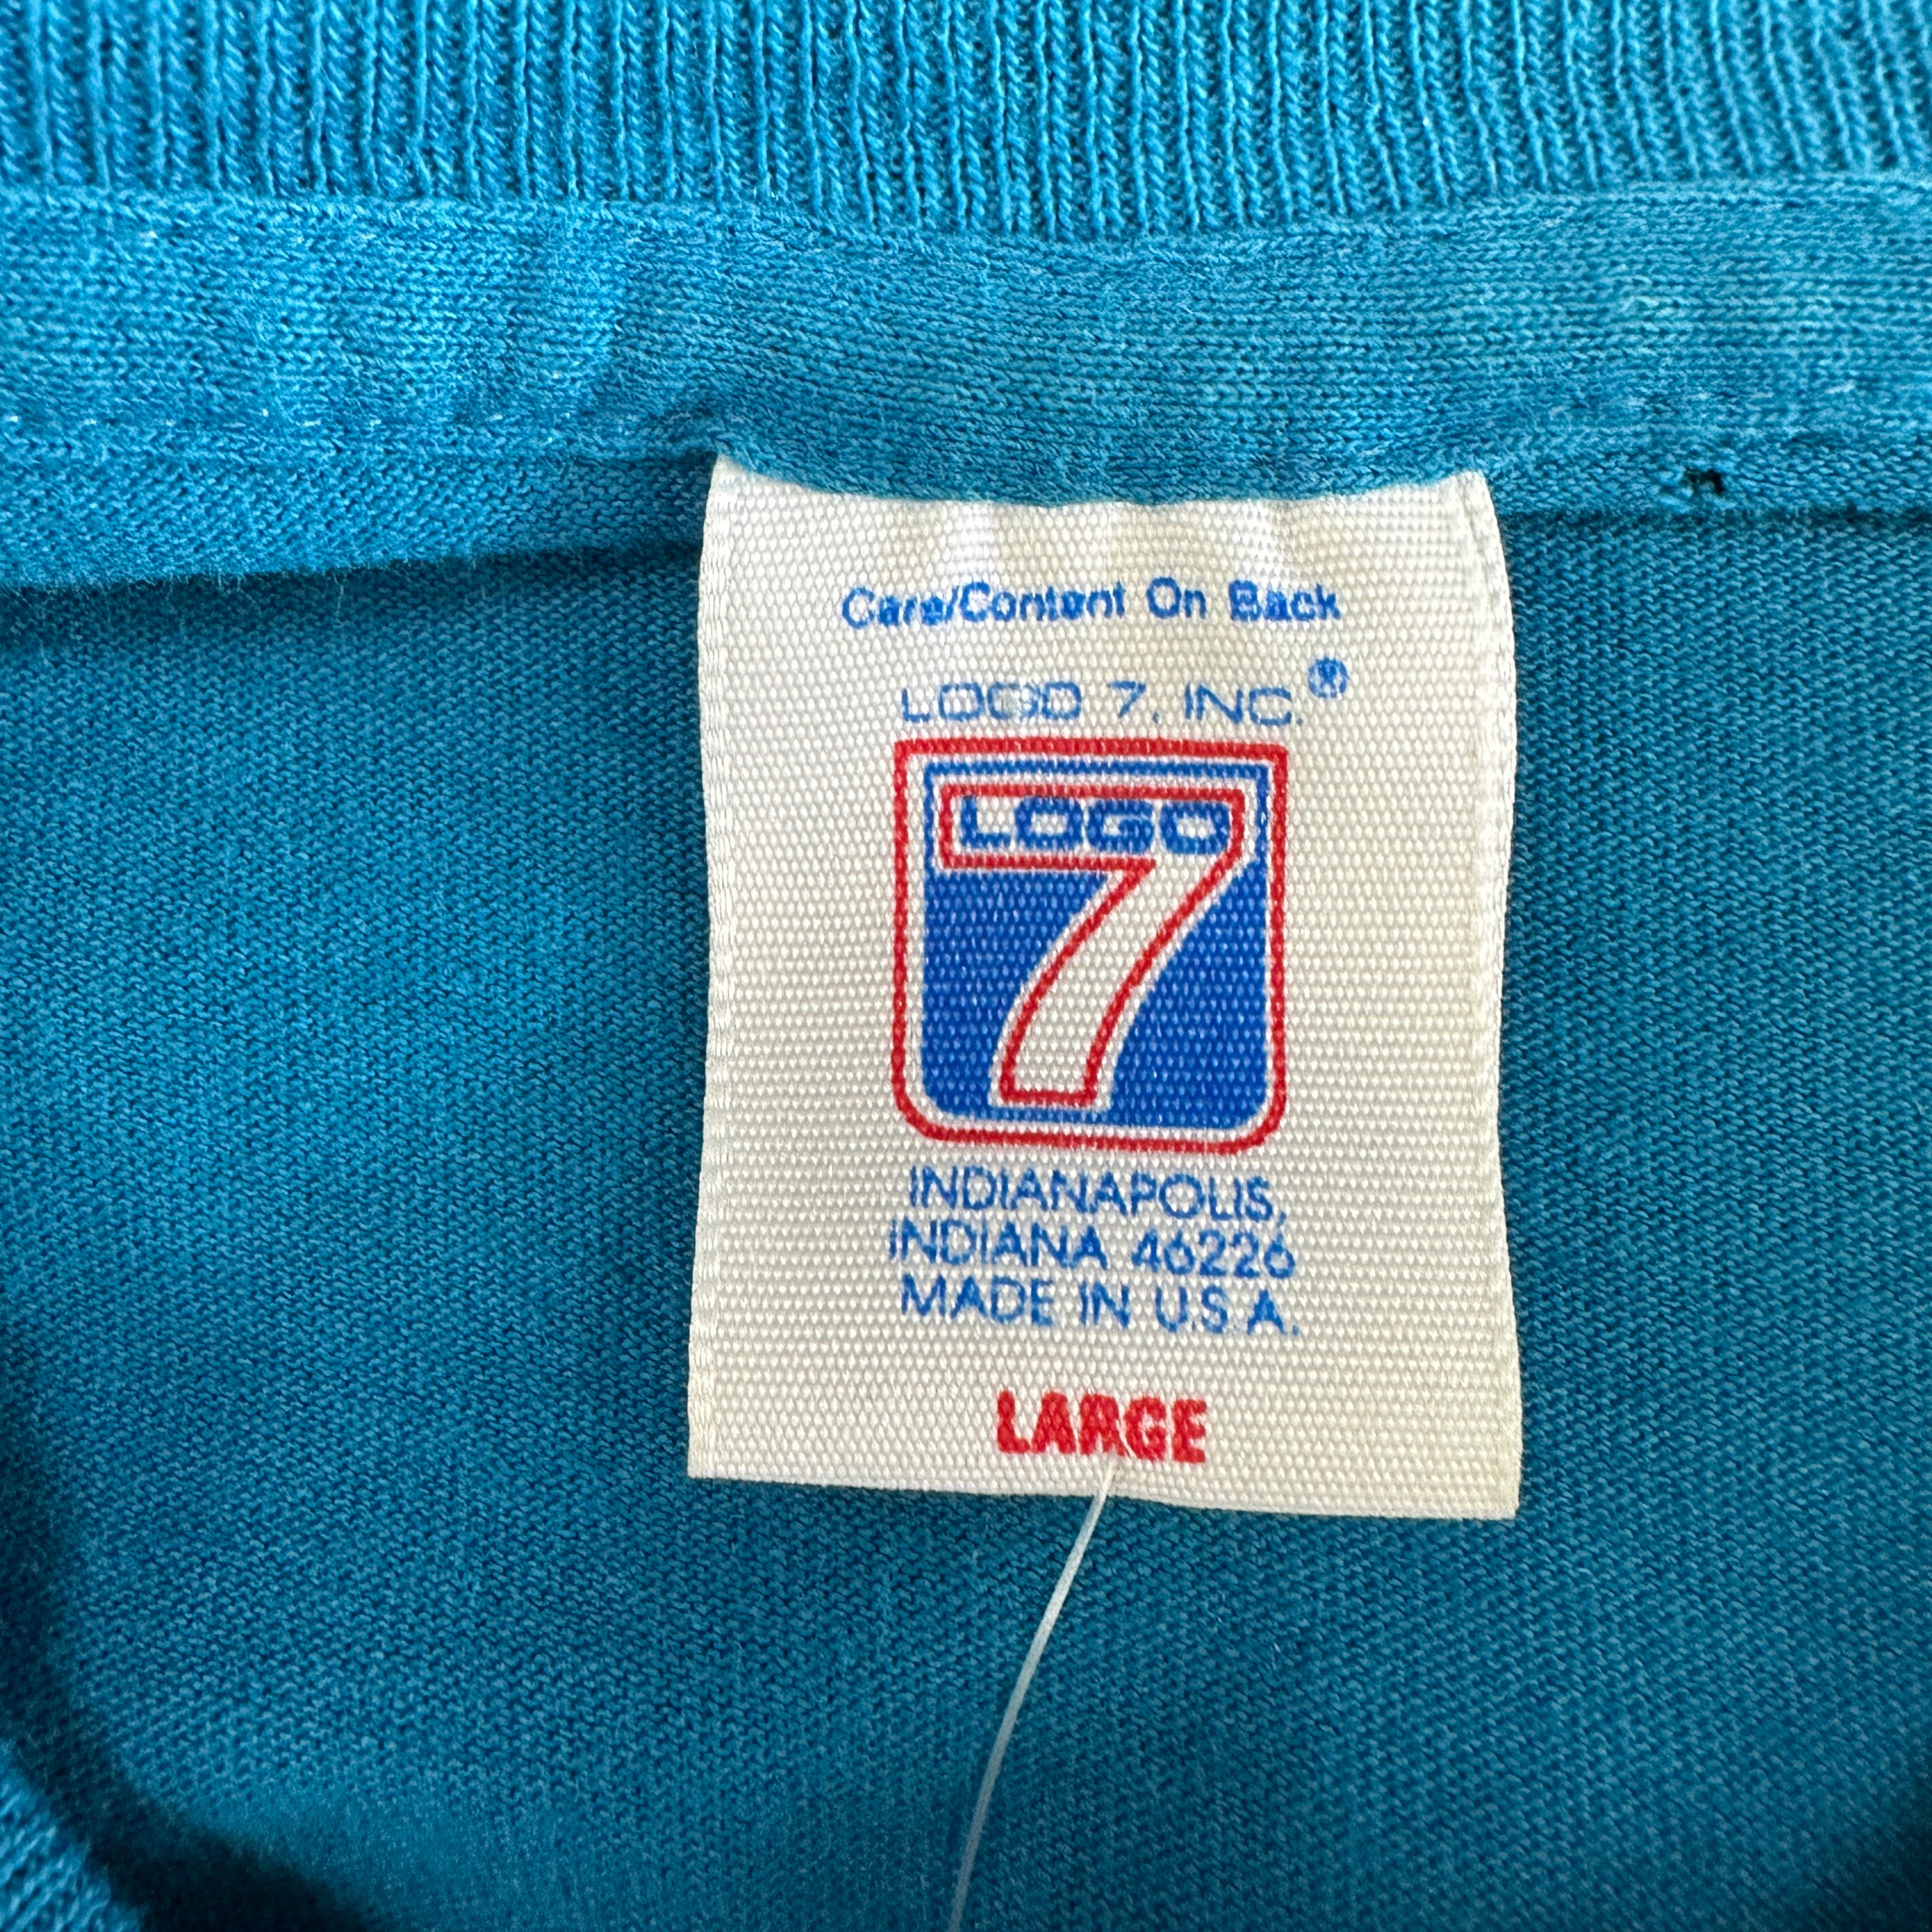 Care/Content On Back
LOGO 7, INC.®
LOGO
7
INDIANAPOLIS,
INDIANA 46226
MADE IN U.S.A.
LARGE